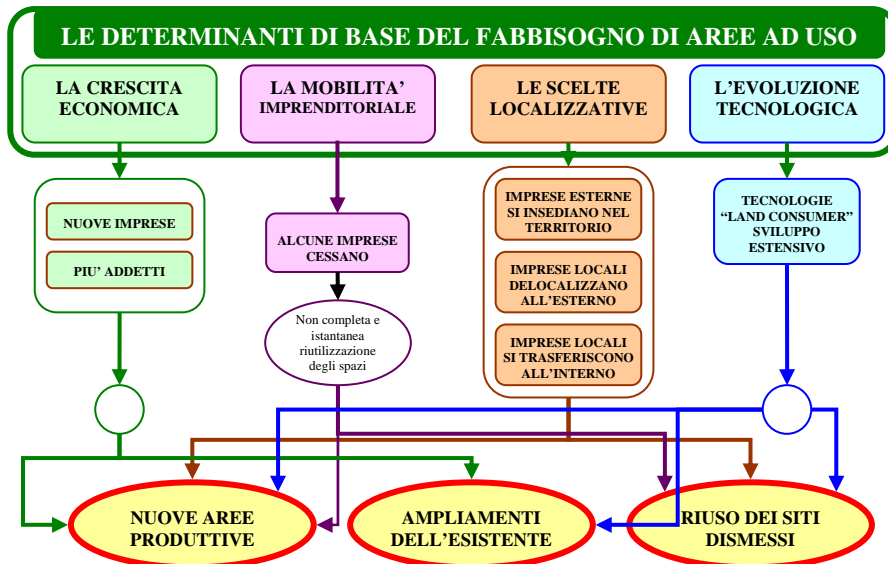 LE DETERMINANTI DI BASE DEL FABBISOGNO DI AREE AD USO
LA CRESCITA
ECONOMICA
LA MOBILITA’
IMPRENDITORIALE
LE SCELTE
LOCALIZZATIVE
L’EVOLUZIONE
TECNOLOGICA
NUOVE IMPRESE
PIU’ ADDETTI
ALCUNE IMPRESE
CESSANO
Non completa e
istantanea
riutilizzazione
degli spazi
IMPRESE ESTERNE
SI INSEDIANO NEL
TERRITORIO
IMPRESE LOCALI
DELOCALIZZANO
ALL’ESTERNO
IMPRESE LOCALI
SI TRASFERISCONO
ALL’INTERNO
TECNOLOGIE
“LAND CONSUMER”
SVILUPPO
ESTENSIVO
NUOVE AREE
PRODUTTIVE
AMPLIAMENTI
DELL’ESISTENTE
RIUSO DEI SITI
DISMESSI